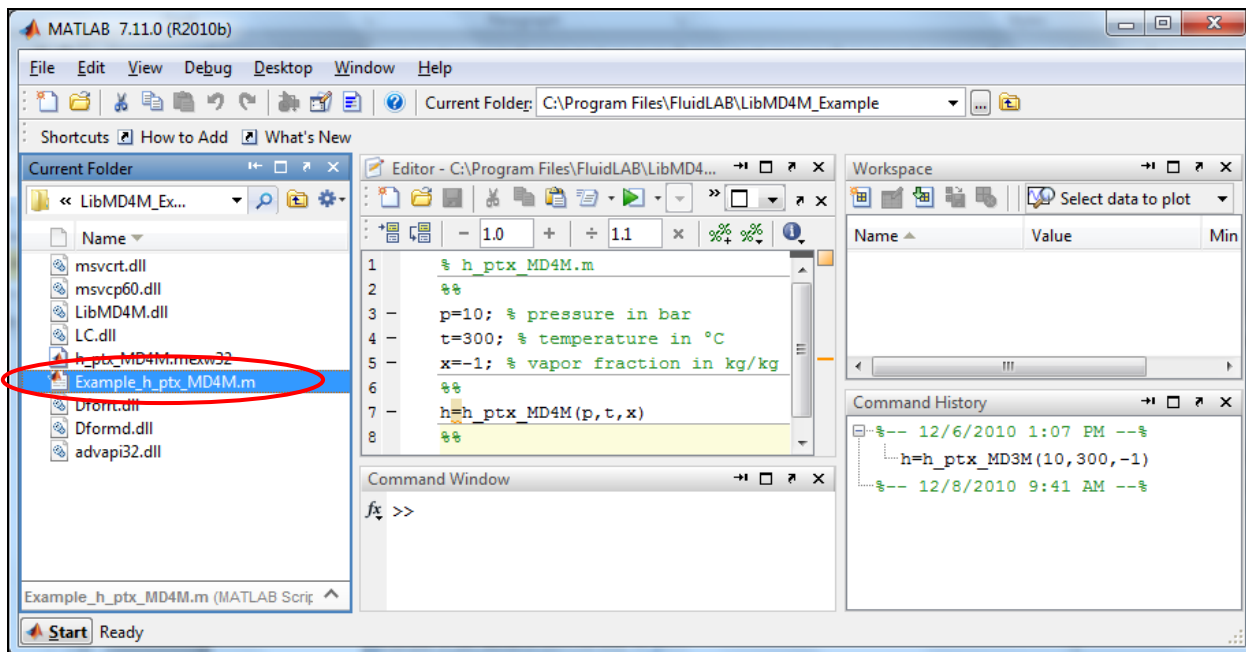 MATLAB 7.11.0 (R2010b)
File Edit View Debug Desktop Window Help
Current Folder: C:\Program Files\FluidLAB\LibMD4M_Example
Shortcuts How to Add What's New
Current Folder
« LibMD4M_Ex...
Name
msvcrt.dll
msvcp60.dll
LibMD4M.dll
LC.dll
h_ptx_MD4M.mexw32
Example_h_ptx_MD4M.m
Dforrt.dll
Dformd.dll
advapi32.dll
Example_h_ptx_MD4M.m (MATLAB Scrip
Editor - C:\Program Files\FluidLAB\LibMD4...
- 1.0 + ÷ 1.1 ×
1 % h_ptx_MD4M.m
2 %%
3 - p=10; % pressure in bar
4 - t=300; % temperature in °C
5 - x=-1; % vapor fraction in kg/kg
6 %%
7 - h=h_ptx_MD4M(p,t,x)
8 %%
Command Window
fx >>
Workspace
Select data to plot
Name Value Min
Command History
%-- 12/6/2010 1:07 PM --%
h=h_ptx_MD3M(10,300,-1)
%-- 12/8/2010 9:41 AM --%
Start Ready